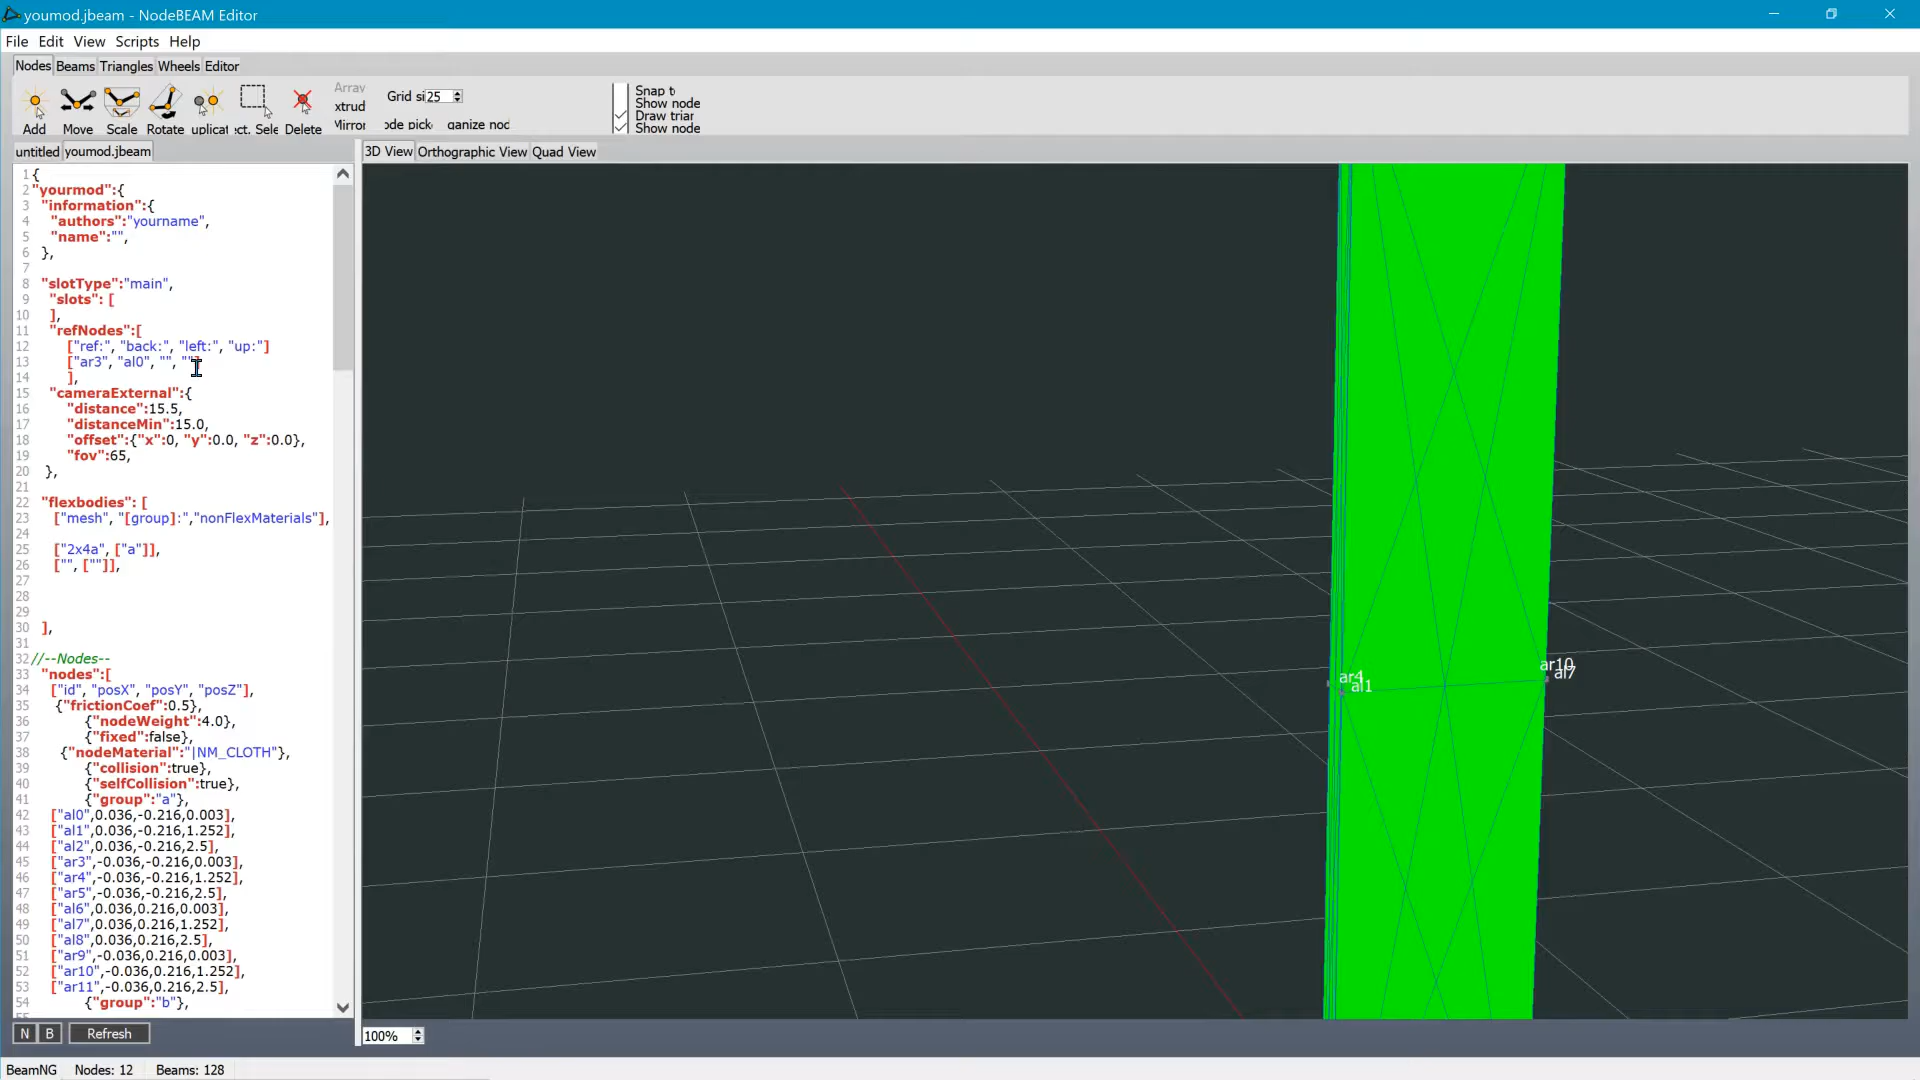 youmod.jbeam - NodeBEAM Editor
File Edit View Scripts Help
Nodes Beams Triangles Wheels Editor
Add Move Scale Rotate uplicat ect. Sele Delete
Array
xtrud
Mirror
Grid si 25
ode pick ganize nod
Snap t
Show node
Draw triar
Show node
untitled youmod.jbeam
3D View Orthographic View Quad View
1 {
2 "yourmod":{
3 "information":{
4 "authors":"yourname",
5 "name":"",
6 },
7
8 "slotType":"main",
9 "slots": [
10 ],
11 "refNodes":[
12 ["ref:", "back:", "left:", "up:"]
13 ["ar3", "al0", "", ""]
14 ],
15 "cameraExternal":{
16 "distance":15.5,
17 "distanceMin":15.0,
18 "offset":{"x":0, "y":0.0, "z":0.0},
19 "fov":65,
20 },
21
22 "flexbodies": [
23 ["mesh", "[group]:","nonFlexMaterials"],
24
25 ["2x4a", ["a"]],
26 ["", [""]],
27
28
29
30 ],
31
32 //--Nodes--
33 "nodes":[
34 ["id", "posX", "posY", "posZ"],
35 {"frictionCoef":0.5},
36 {"nodeWeight":4.0},
37 {"fixed":false},
38 {"nodeMaterial":"|NM_CLOTH"},
39 {"collision":true},
40 {"selfCollision":true},
41 {"group":"a"},
42 ["al0",0.036,-0.216,0.003],
43 ["al1",0.036,-0.216,1.252],
44 ["al2",0.036,-0.216,2.5],
45 ["ar3",-0.036,-0.216,0.003],
46 ["ar4",-0.036,-0.216,1.252],
47 ["ar5",-0.036,-0.216,2.5],
48 ["al6",0.036,0.216,0.003],
49 ["al7",0.036,0.216,1.252],
50 ["al8",0.036,0.216,2.5],
51 ["ar9",-0.036,0.216,0.003],
52 ["ar10",-0.036,0.216,1.252],
53 ["ar11",-0.036,0.216,2.5],
54 {"group":"b"},
ar4
al1
ar10
al7
N B Refresh
100%
BeamNG Nodes: 12 Beams: 128